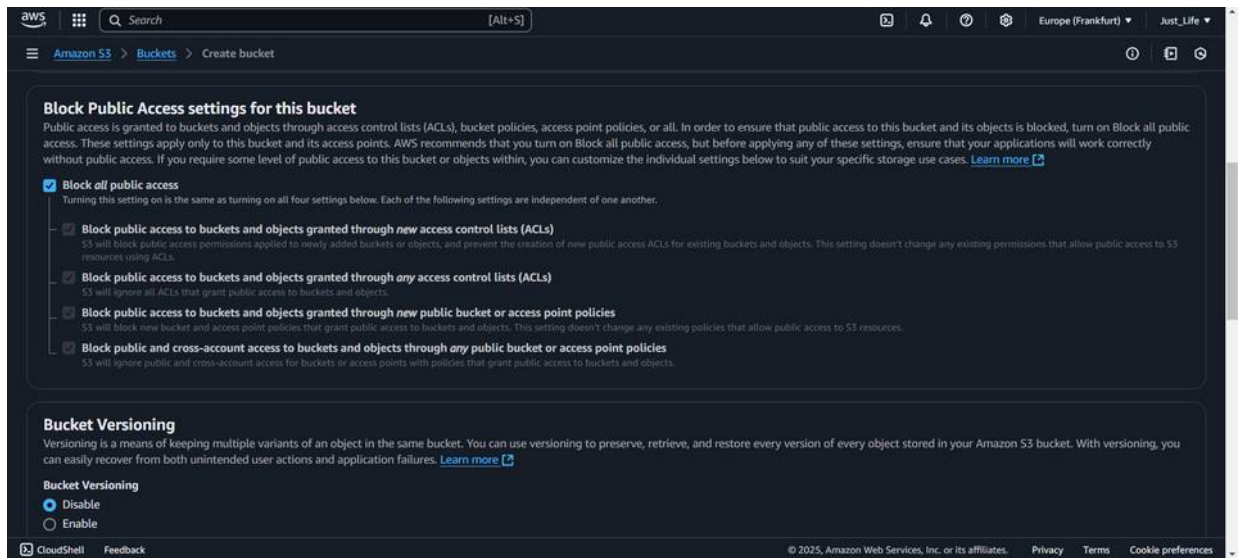 aws
Search
[Alt+S]
Europe (Frankfurt) ▼
Just_Life ▼
Amazon S3 > Buckets > Create bucket
Block Public Access settings for this bucket
Public access is granted to buckets and objects through access control lists (ACLs), bucket policies, access point policies, or all. In order to ensure that public access to this bucket and its objects is blocked, turn on Block all public
access. These settings apply only to this bucket and its access points. AWS recommends that you turn on Block all public access, but before applying any of these settings, ensure that your applications will work correctly
without public access. If you require some level of public access to this bucket or objects within, you can customize the individual settings below to suit your specific storage use cases. Learn more
Block all public access
Turning this setting on is the same as turning on all four settings below. Each of the following settings are independent of one another.
Block public access to buckets and objects granted through new access control lists (ACLs)
S3 will block public access permissions applied to newly added buckets or objects, and prevent the creation of new public access ACLs for existing buckets and objects. This setting doesn't change any existing permissions that allow public access to S3
resources using ACLs.
Block public access to buckets and objects granted through any access control lists (ACLs)
S3 will ignore all ACLs that grant public access to buckets and objects.
Block public access to buckets and objects granted through new public bucket or access point policies
S3 will block new bucket and access point policies that grant public access to buckets and objects. This setting doesn't change any existing policies that allow public access to S3 resources.
Block public and cross-account access to buckets and objects through any public bucket or access point policies
S3 will ignore public and cross-account access for buckets or access points with policies that grant public access to buckets and objects.
Bucket Versioning
Versioning is a means of keeping multiple variants of an object in the same bucket. You can use versioning to preserve, retrieve, and restore every version of every object stored in your Amazon S3 bucket. With versioning, you
can easily recover from both unintended user actions and application failures. Learn more
Bucket Versioning
Disable
Enable
CloudShell Feedback © 2025, Amazon Web Services, Inc. or its affiliates. Privacy Terms Cookie preferences